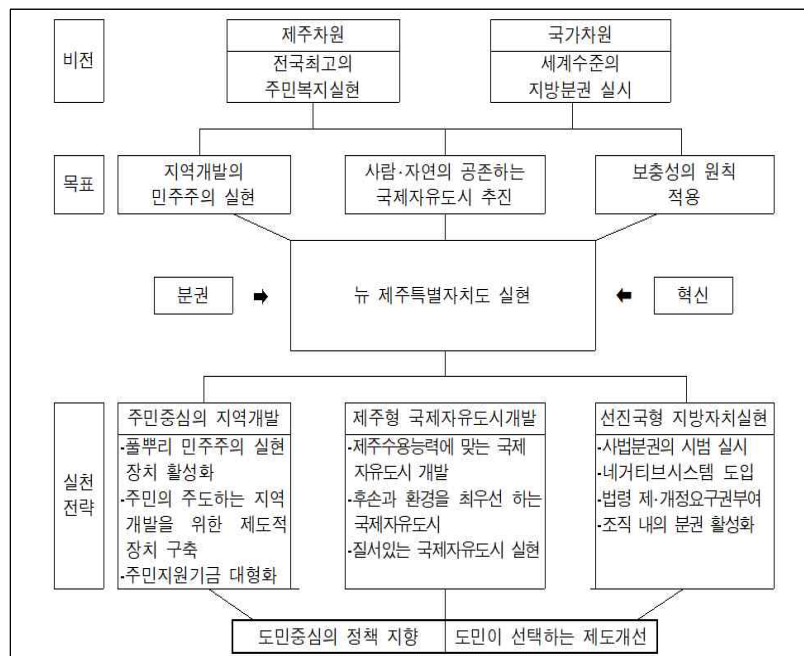 비전
제주차원
전국최고의
주민복지실현
국가차원
세계수준의
지방분권 실시
목표
지역개발의
민주주의 실현
사람·자연의 공존하는
국제자유도시 추진
보충성의 원칙
적용
분권
뉴 제주특별자치도 실현
혁신
실천
전략
주민중심의 지역개발
-풀뿌리 민주주의 실현
장치 활성화
-주민의 주도하는 지역
개발을 위한 제도적
장치 구축
-주민지원기금 대형화
제주형 국제자유도시개발
-제주수용능력에 맞는 국제
자유도시 개발
-후손과 환경을 최우선 하는
국제자유도시
-질서있는 국제자유도시 실현
선진국형 지방자치실현
-사법분권의 시범 실시
-네거티브시스템 도입
-법령 제·개정요구권부여
-조직 내의 분권 활성화
도민중심의 정책 지향
도민이 선택하는 제도개선